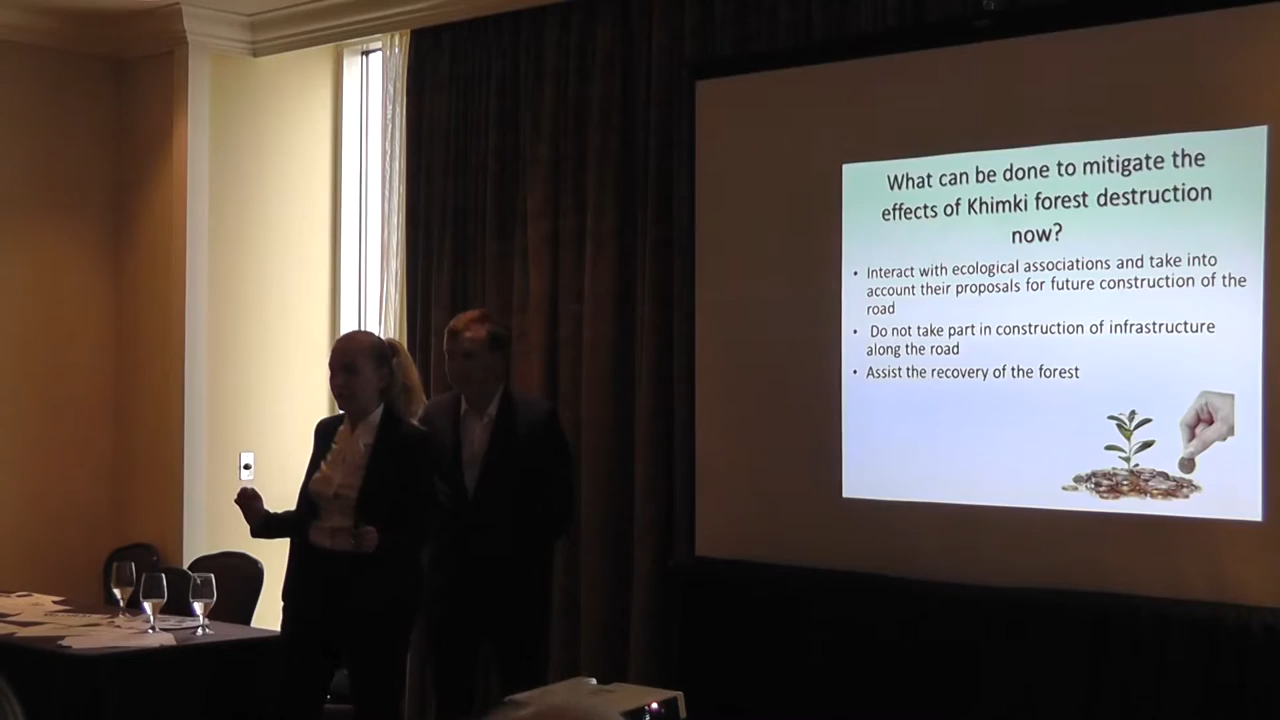 What can be done to mitigate the
effects of Khimki forest destruction
now?
• Interact with ecological associations and take into
account their proposals for future construction of the
road
• Do not take part in construction of infrastructure
along the road
• Assist the recovery of the forest